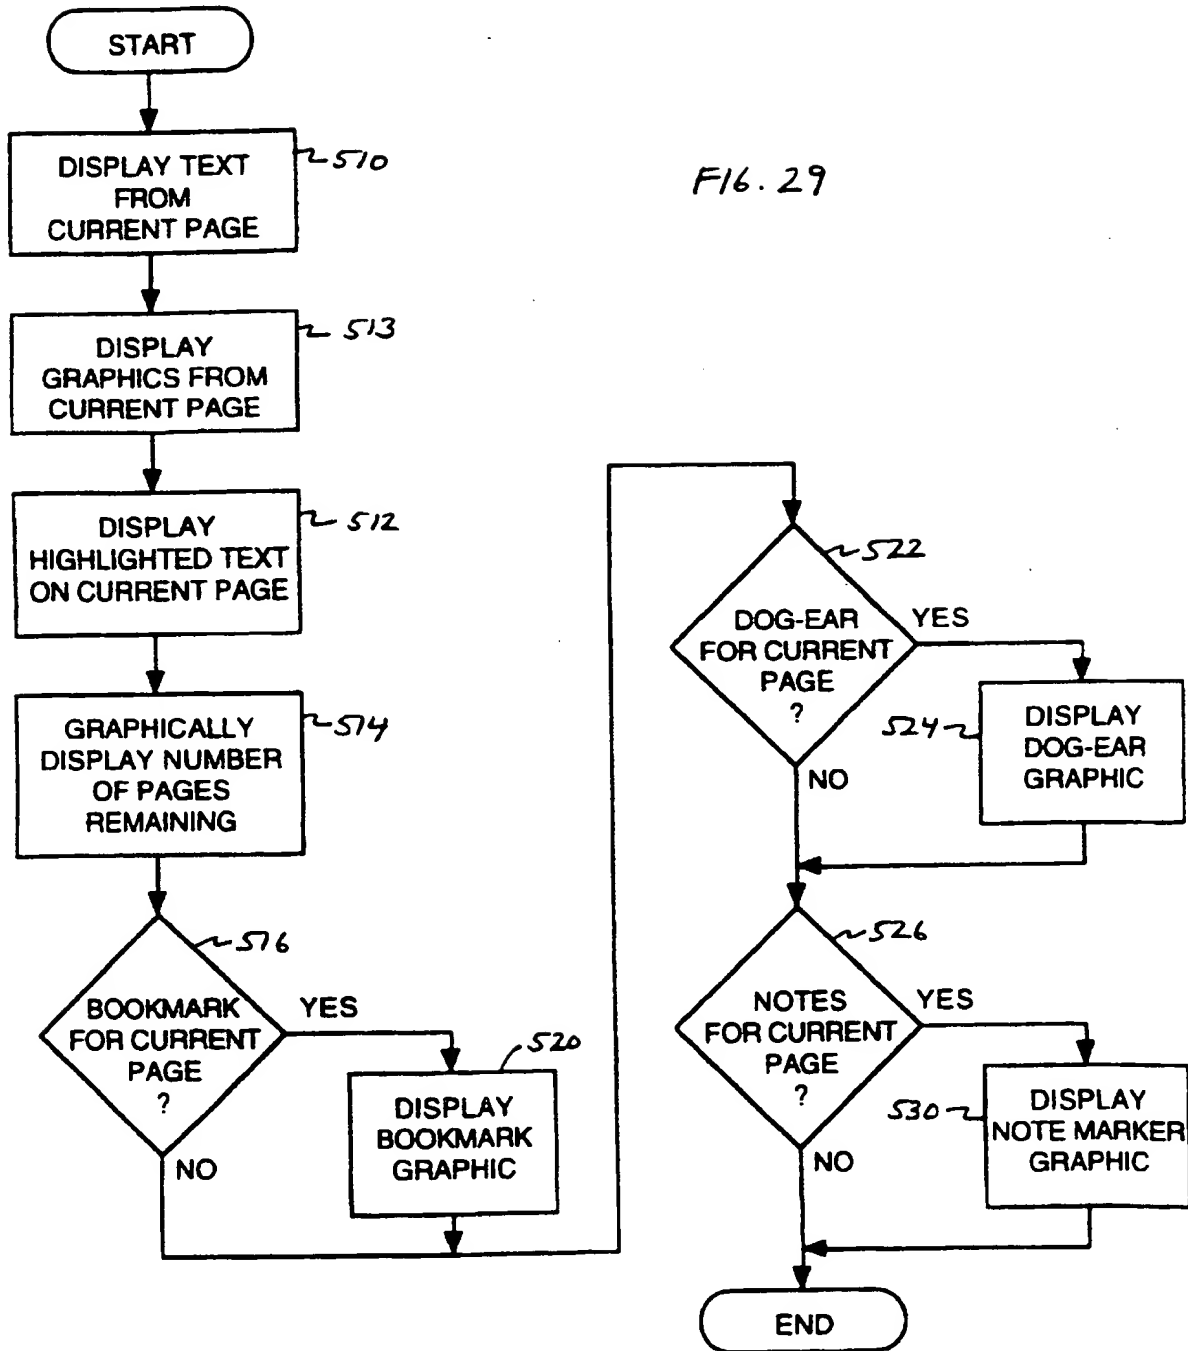 START
DISPLAY TEXT
FROM
CURRENT PAGE
510
FIG. 29
DISPLAY
GRAPHICS FROM
CURRENT PAGE
513
DISPLAY
HIGHLIGHTED TEXT
ON CURRENT PAGE
512
GRAPHICALLY
DISPLAY NUMBER
OF PAGES
REMAINING
514
BOOKMARK
FOR CURRENT
PAGE
?
516
YES
NO
DISPLAY
BOOKMARK
GRAPHIC
520
DOG-EAR
FOR CURRENT
PAGE
?
522
YES
NO
DISPLAY
DOG-EAR
GRAPHIC
524
NOTES
FOR CURRENT
PAGE
?
526
YES
NO
DISPLAY
NOTE MARKER
GRAPHIC
530
END